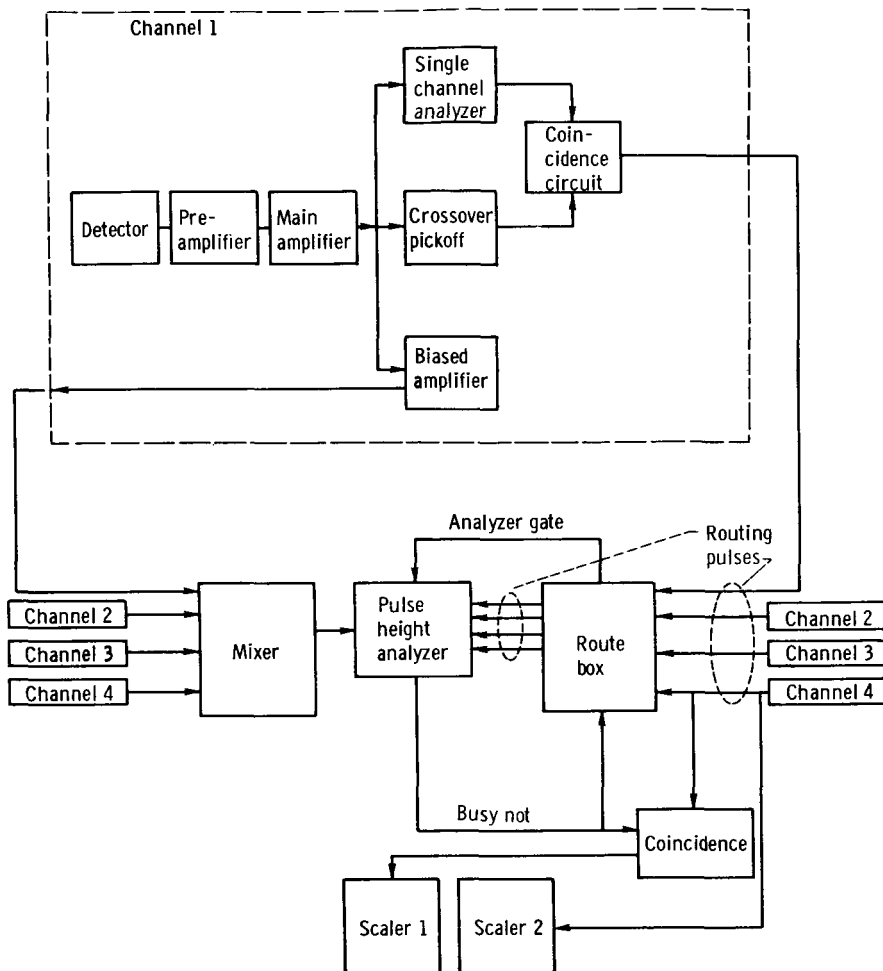 Channel 1
Single
channel
analyzer
Coin-
cidence
circuit
Detector
Pre-
amplifier
Main
amplifier
Crossover
pickoff
Biased
amplifier
Analyzer gate
Routing
pulses
Channel 2
Channel 3
Channel 4
Mixer
Pulse
height
analyzer
Route
box
Channel 2
Channel 3
Channel 4
Busy not
Coincidence
Scaler 1
Scaler 2